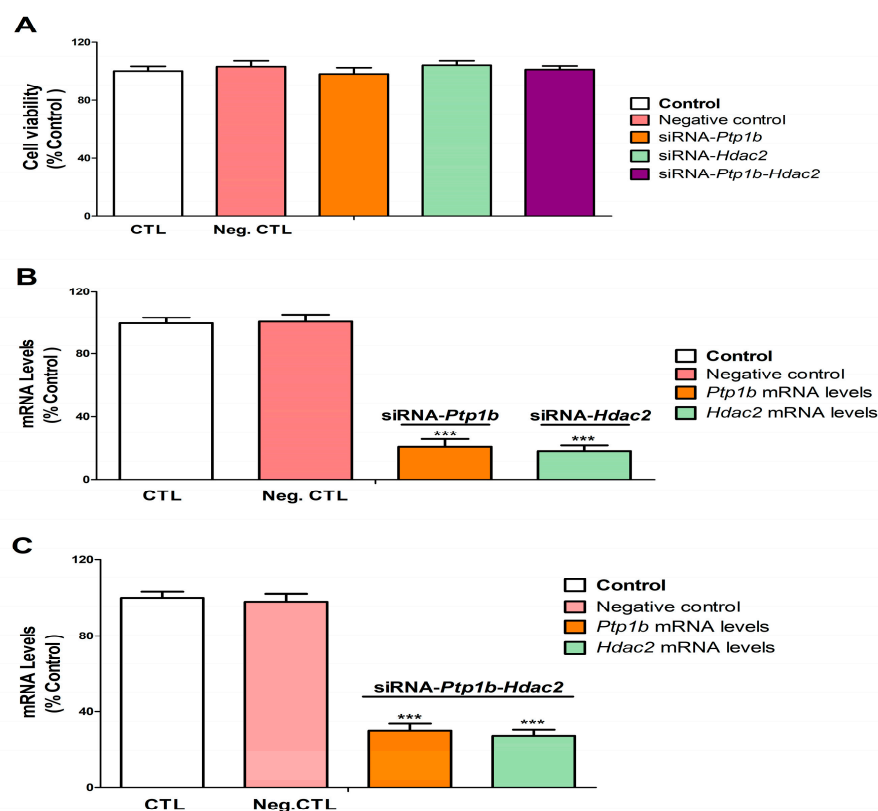 A
Cell viability
(% Control )
120
80
40
0
CTL
Neg. CTL
Control
Negative control
siRNA-Ptp1b
siRNA-Hdac2
siRNA-Ptp1b-Hdac2
B
mRNA Levels
(% Control )
120
80
40
0
siRNA-Ptp1b
***
siRNA-Hdac2
***
CTL
Neg. CTL
Control
Negative control
Ptp1b mRNA levels
Hdac2 mRNA levels
C
mRNA Levels
(% Control )
120
80
40
0
siRNA-Ptp1b-Hdac2
***
***
CTL
Neg.CTL
Control
Negative control
Ptp1b mRNA levels
Hdac2 mRNA levels